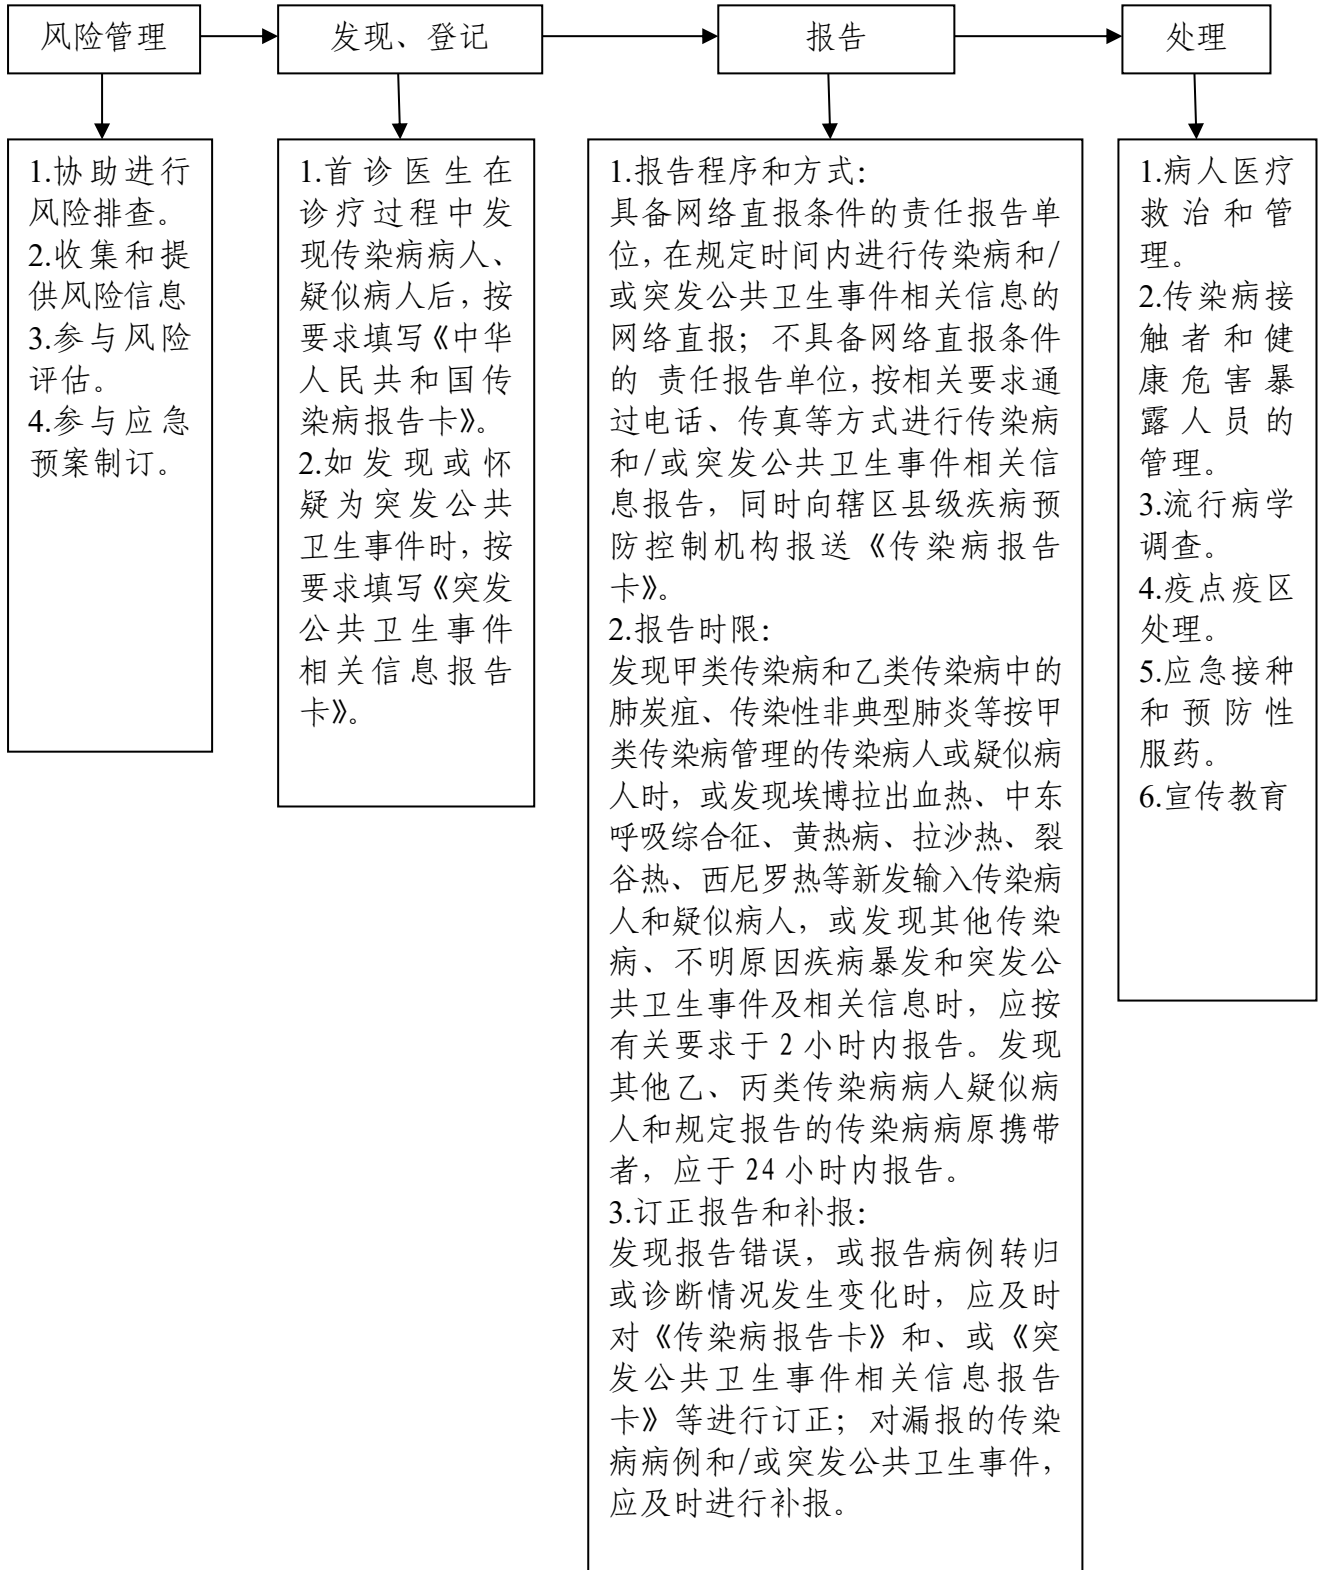 风险管理
发现、登记
报告
处理
1.协助进行
风险排查。
2.收集和提
供风险信息
3.参与风险
评估。
4.参与应急
预案制订。
1.首诊医生在
诊疗过程中发
现传染病病人、
疑似病人后，按
要求填写《中华
人民共和国传
染病报告卡》。
2.如发现或怀
疑为突发公共
卫生事件时，按
要求填写《突发
公共卫生事件
相关信息报告
卡》。
1.报告程序和方式：
具备网络直报条件的责任报告单
位，在规定时间内进行传染病和/
或突发公共卫生事件相关信息的
网络直报；不具备网络直报条件
的 责任报告单位，按相关要求通
过电话、传真等方式进行传染病
和/或突发公共卫生事件相关信
息报告，同时向辖区县级疾病预
防控制机构报送《传染病报告
卡》。
2.报告时限：
发现甲类传染病和乙类传染病中的
肺炭疽、传染性非典型肺炎等按甲
类传染病管理的传染病人或疑似病
人时，或发现埃博拉出血热、中东
呼吸综合征、黄热病、拉沙热、裂
谷热、西尼罗热等新发输入传染病
人和疑似病人，或发现其他传染
病、不明原因疾病暴发和突发公
共卫生事件及相关信息时，应按
有关要求于 2 小时内报告。发现
其他乙、丙类传染病病人疑似病
人和规定报告的传染病病原携带
者，应于 24 小时内报告。
3.订正报告和补报：
发现报告错误，或报告病例转归
或诊断情况发生变化时，应及时
对《传染病报告卡》和、或《突
发公共卫生事件相关信息报告
卡》等进行订正；对漏报的传染
病病例和/或突发公共卫生事件，
应及时进行补报。
1.病人医疗
救治和管
理。
2.传染病接
触者和健
康危害暴
露人员的
管理。
3.流行病学
调查。
4.疫点疫区
处理。
5.应急接种
和预防性
服药。
6.宣传教育